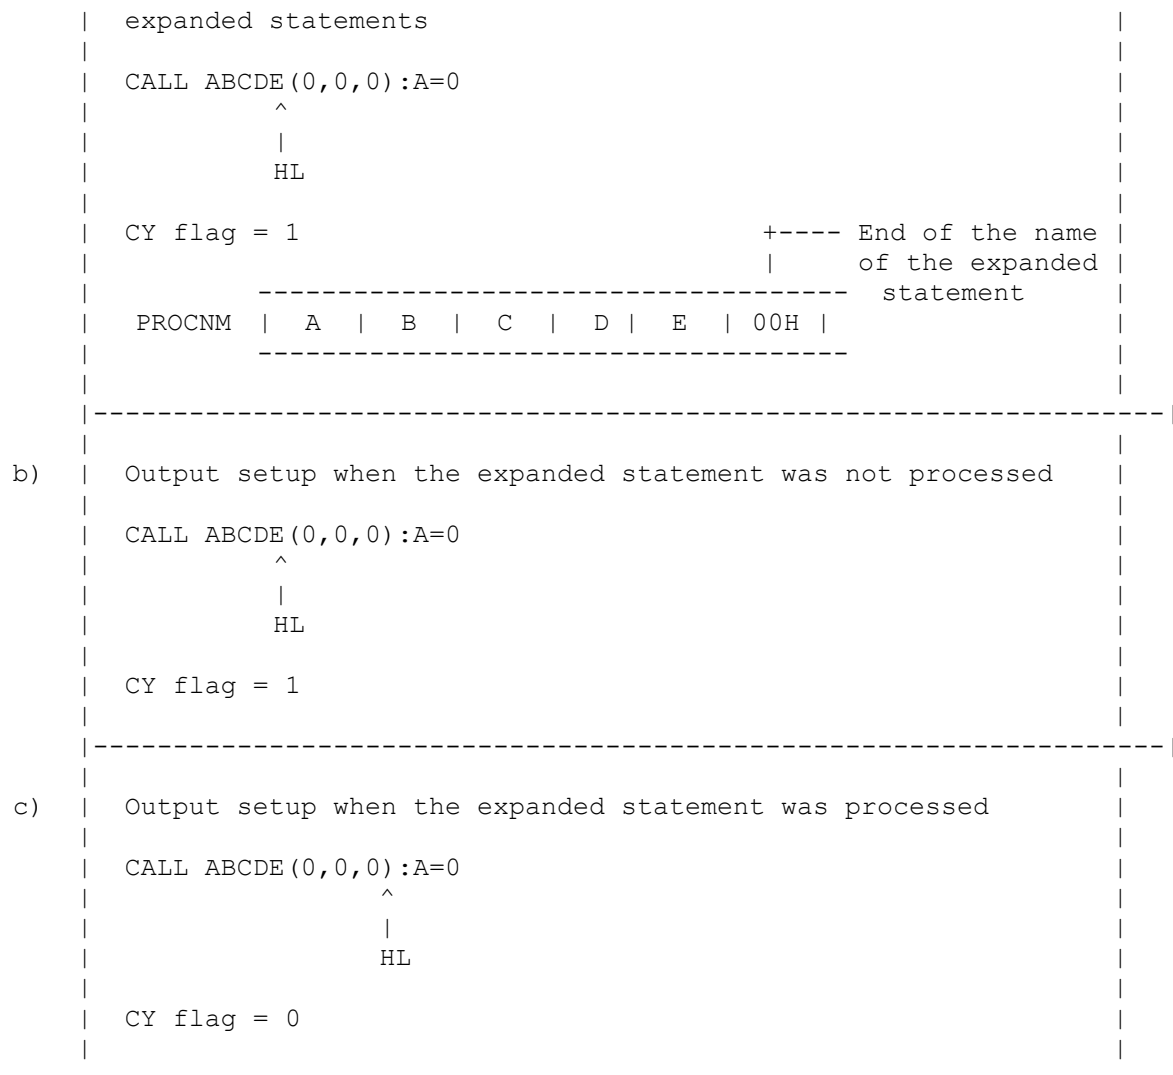 |  expanded statements                                           |
|                                                                |
|  CALL ABCDE(0,0,0):A=0                                         |
|            ^                                                   |
|            |                                                   |
|            HL                                                  |
|                                                                |
|  CY flag = 1                             +---- End of the name |
|                                          |     of the expanded |
|          -------------------------------------  statement      |
|   PROCNM  |  A  |  B  |  C  |  D |  E  | 00H |                  |
|          -------------------------------------                 |
|                                                                |
|-------------------------------------------------------------------|
|                                                                |
b)   |  Output setup when the expanded statement was not processed    |
|                                                                |
|  CALL ABCDE(0,0,0):A=0                                         |
|            ^                                                   |
|            |                                                   |
|            HL                                                  |
|                                                                |
|  CY flag = 1                                                   |
|                                                                |
|-------------------------------------------------------------------|
|                                                                |
c)   |  Output setup when the expanded statement was processed        |
|                                                                |
|  CALL ABCDE(0,0,0):A=0                                         |
|                  ^                                             |
|                  |                                             |
|                  HL                                            |
|                                                                |
|  CY flag = 0                                                   |
|                                                                |